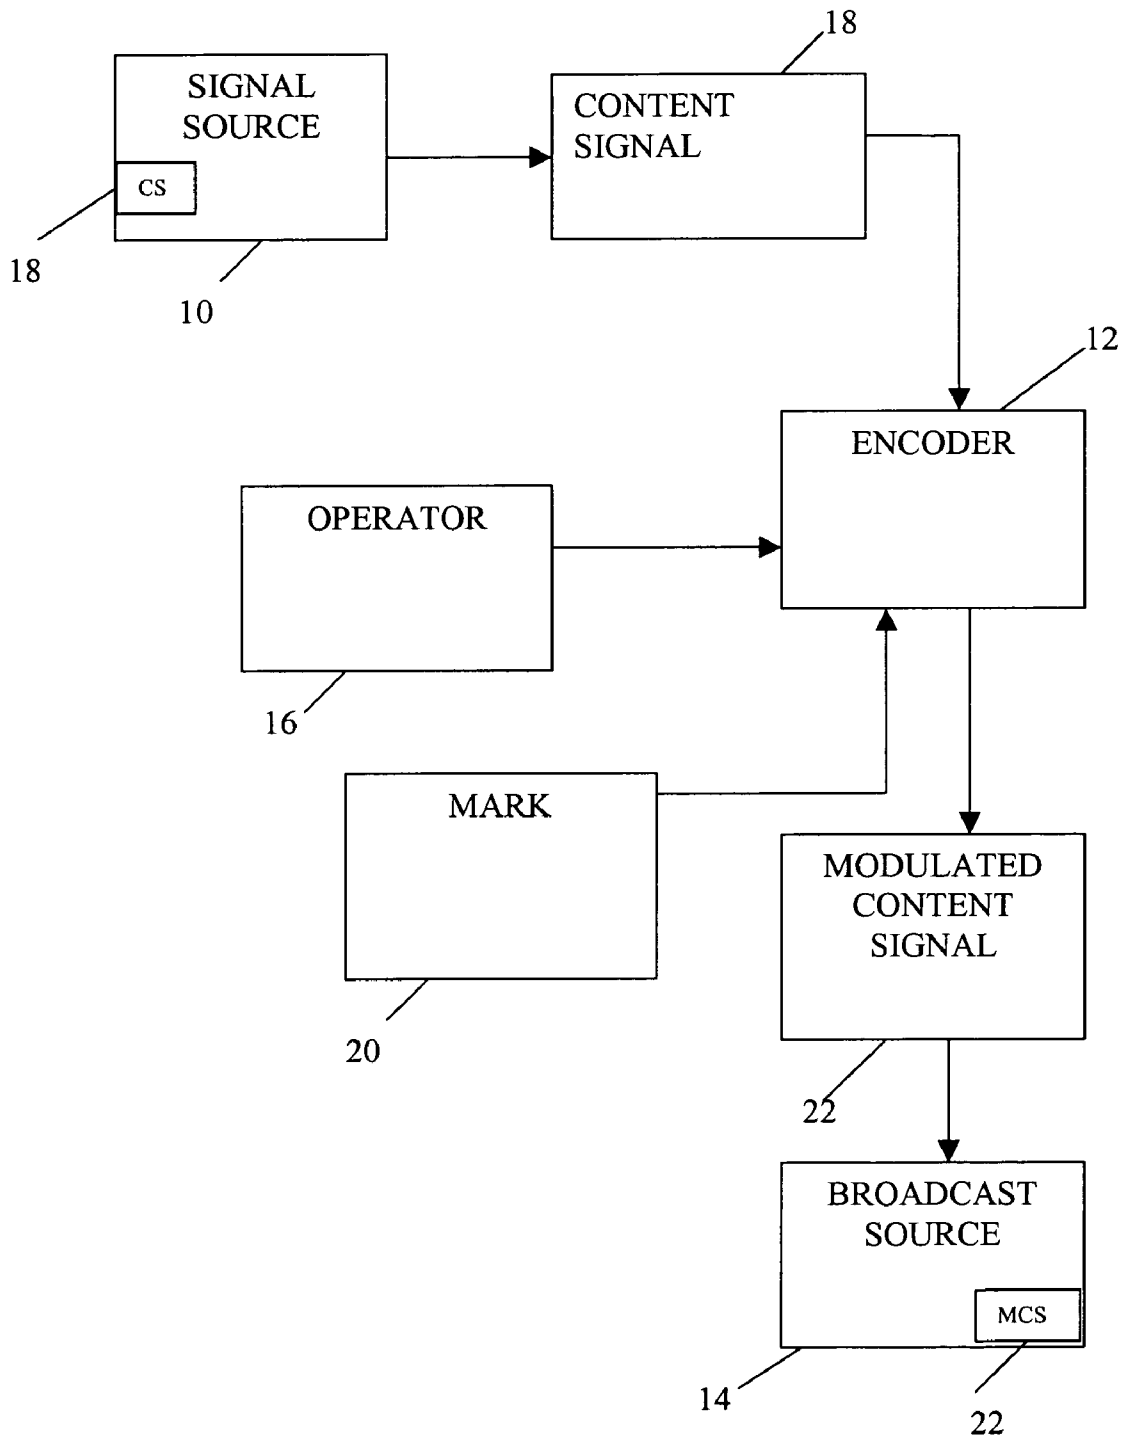 18
SIGNAL
SOURCE
CONTENT
SIGNAL
CS
18
10
12
ENCODER
OPERATOR
16
MARK
20
MODULATED
CONTENT
SIGNAL
22
BROADCAST
SOURCE
MCS
14
22